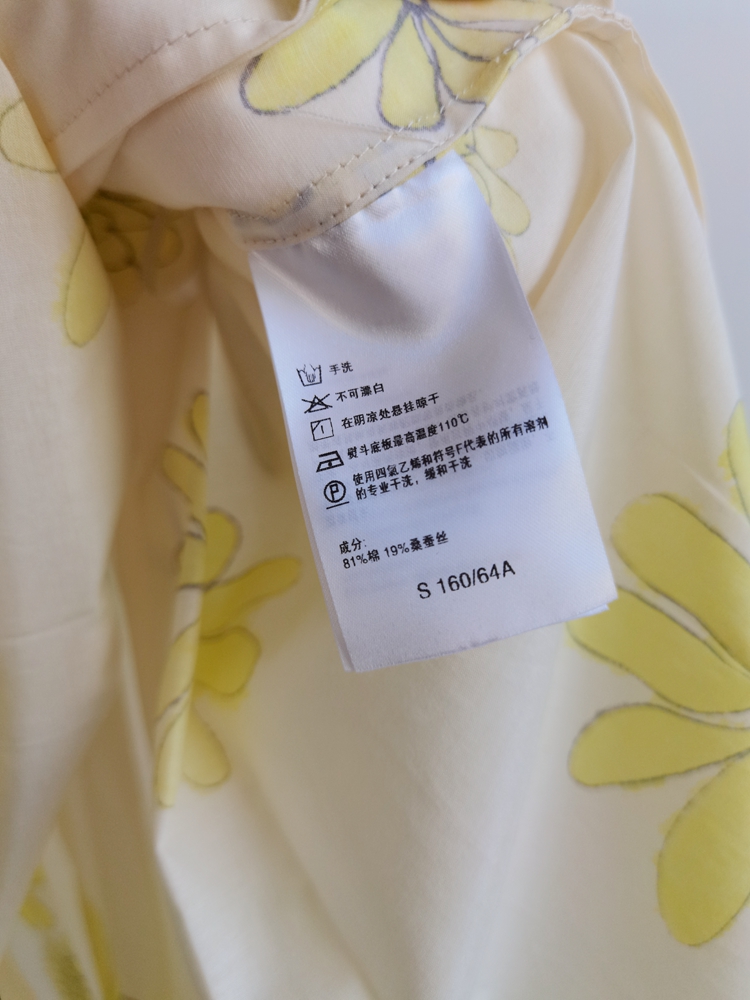 手洗
不可漂白
在阴凉处悬挂晾干
熨斗底板最高温度110℃
P
使用四氯乙烯和符号F代表的所有溶剂
的专业干洗，缓和干洗
成分:
81%棉 19%桑蚕丝
S 160/64A